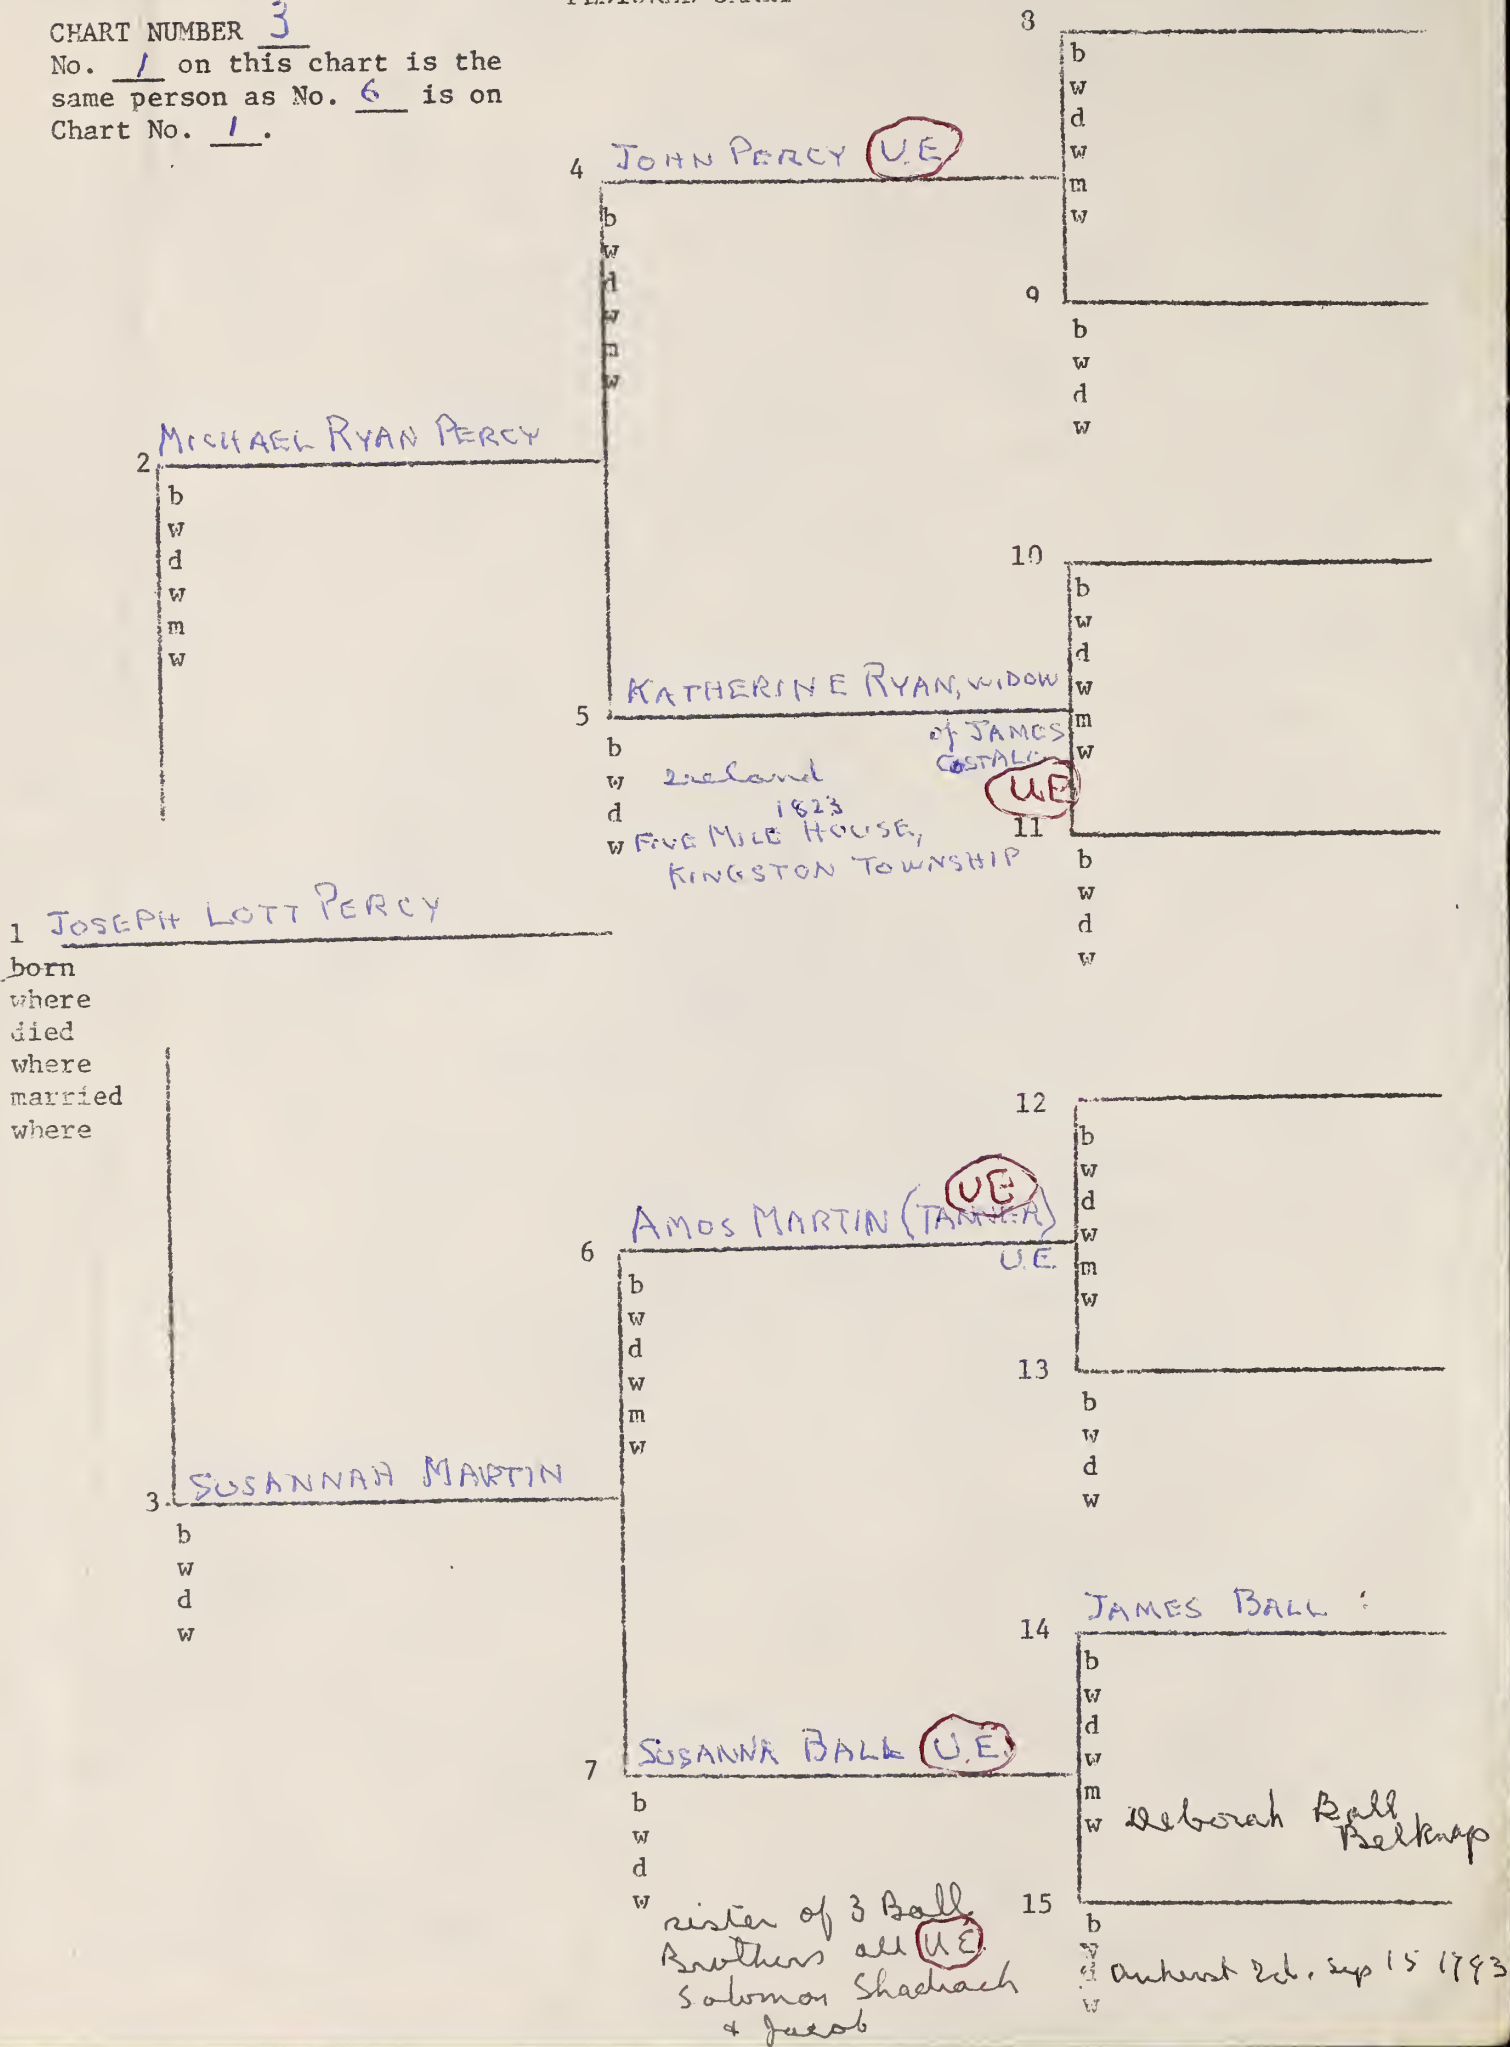 CHART NUMBER 3
No. 1 on this chart is the
same person as No. 6 is on
Chart No. 1.
8
b
w
d
w
m
w
4 JOHN PERCY U.E
b
w
d
w
m
w
9
b
w
d
w
MICHAEL RYAN PERCY
2
b
w
d
w
m
w
10
b
w
d
w
m
w
KATHERINE RYAN, WIDOW
of JAMES
5
b
w Ireland
d 1823
w FIVE MILE HOUSE,
KINGSTON TOWNSHIP
U.E
11
b
w
d
w
1 JOSEPH LOTT PERCY
born
where
died
where
married
where
12
b
w
d
w
m
w
UE
AMOS MARTIN (TANNER)
U.E.
6
b
w
d
w
m
w
13
b
w
d
w
SUSANNAH MARTIN
3
b
w
d
w
JAMES BALL
14
b
w
d
w
m
w
Deborah Ball
Belknap
SUSANNA BALL U.E.
7
b
w
d
w
sister of 3 Ball
Brothers all U E
Solomon Shadrach
& Jacob
15
b
w
d Sep 15
w